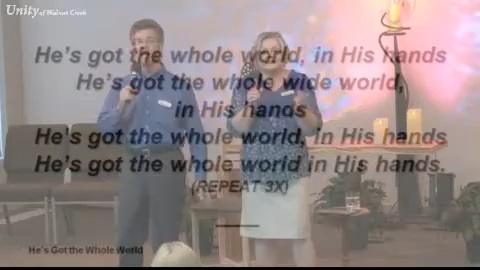 Unity of Walnut Creek
He's got the whole world, in His hands
He's got the whole wide world,
in His hands
He's got the whole world, in His hands
He's got the whole world in His hands.
(REPEAT 3X)
He's Got the Whole World